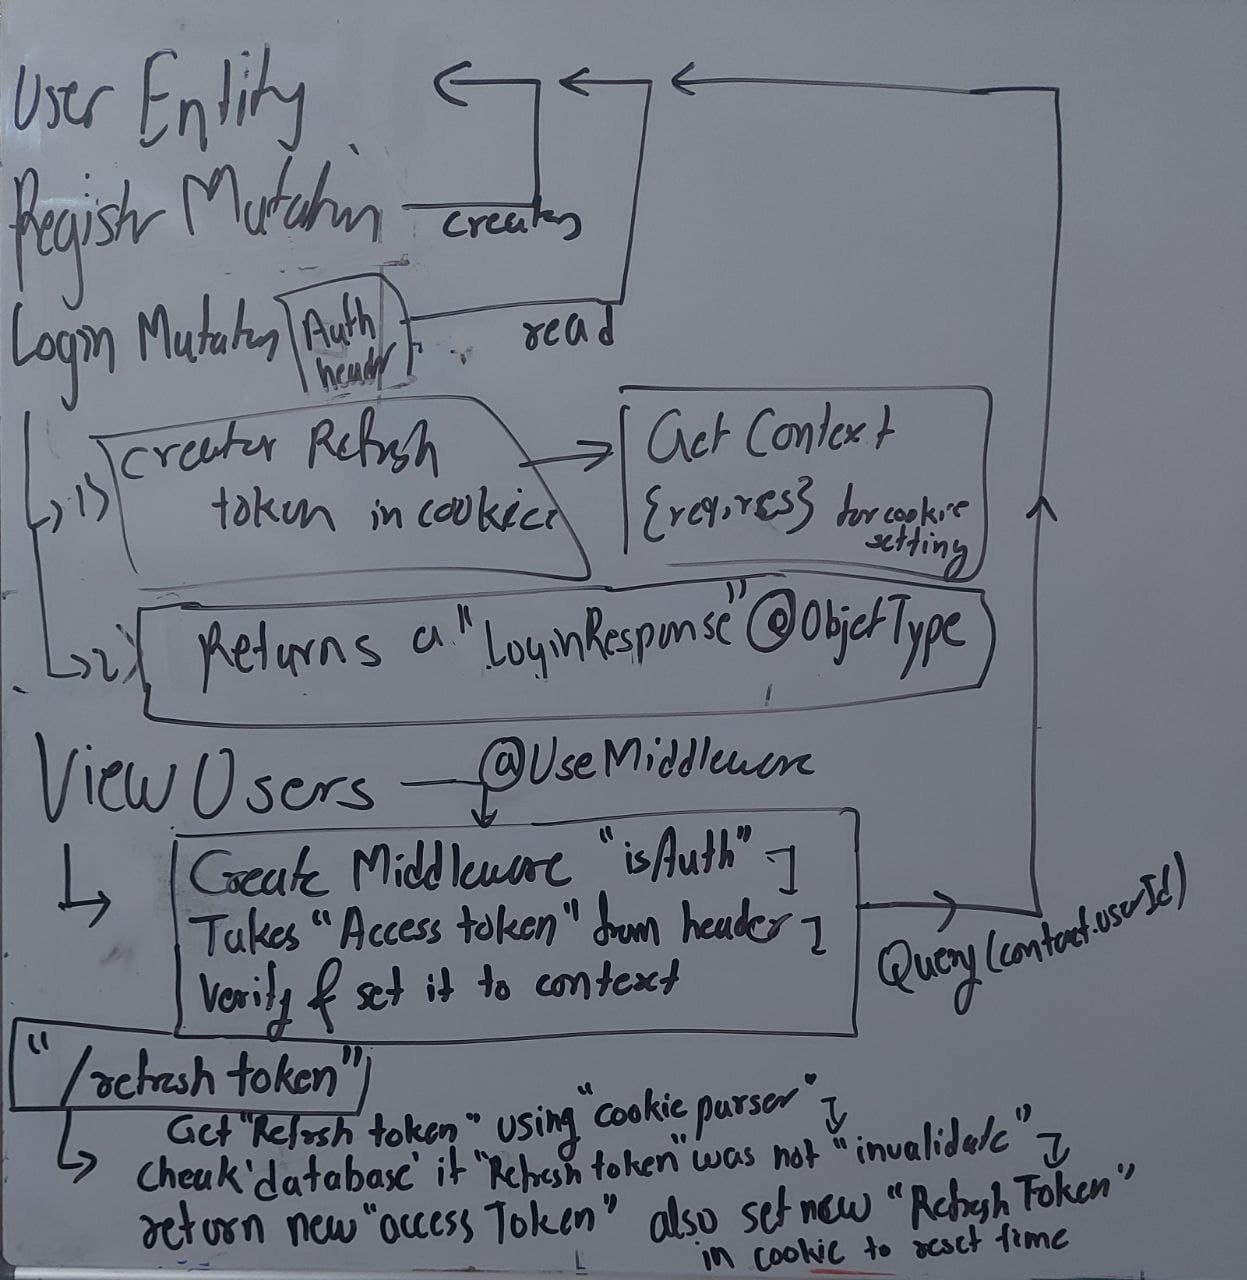 User Entity
Register Mutation
creates
Login Mutation
Auth
header
read
1) Creates Refresh
token in cookies
Get Context
{req,res} for cookie
setting
2) Returns a "LoginResponse" @ObjectType
View Users
@UseMiddleware
Create Middleware "isAuth"
Takes "Access token" from header
Verify & set it to context
Query(context.userId)
"/refresh token"
Get "Refresh token" using "cookie parser"
check 'database' if "Refresh token" was not "invalidate"
return new "access Token" also set new "Refresh Token"
in cookie to reset time